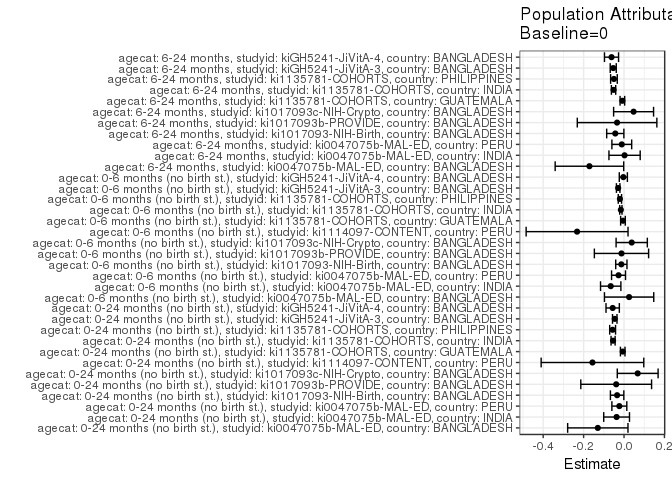 Population Attributa
Baseline=0
agecat: 6-24 months, studyid: kiGH5241-JiVitA-4, country: BANGLADESH
agecat: 6-24 months, studyid: kiGH5241-JiVitA-3, country: BANGLADESH
agecat: 6-24 months, studyid: ki1135781-COHORTS, country: PHILIPPINES
agecat: 6-24 months, studyid: ki1135781-COHORTS, country: INDIA
agecat: 6-24 months, studyid: ki1135781-COHORTS, country: GUATEMALA
agecat: 6-24 months, studyid: ki1017093c-NIH-Crypto, country: BANGLADESH
agecat: 6-24 months, studyid: ki1017093b-PROVIDE, country: BANGLADESH
agecat: 6-24 months, studyid: ki1017093-NIH-Birth, country: BANGLADESH
agecat: 6-24 months, studyid: ki0047075b-MAL-ED, country: PERU
agecat: 6-24 months, studyid: ki0047075b-MAL-ED, country: INDIA
agecat: 6-24 months, studyid: ki0047075b-MAL-ED, country: BANGLADESH
agecat: 0-6 months (no birth st.), studyid: kiGH5241-JiVitA-4, country: BANGLADESH
agecat: 0-6 months (no birth st.), studyid: kiGH5241-JiVitA-3, country: BANGLADESH
agecat: 0-6 months (no birth st.), studyid: ki1135781-COHORTS, country: PHILIPPINES
agecat: 0-6 months (no birth st.), studyid: ki1135781-COHORTS, country: INDIA
agecat: 0-6 months (no birth st.), studyid: ki1135781-COHORTS, country: GUATEMALA
agecat: 0-6 months (no birth st.), studyid: ki1114097-CONTENT, country: PERU
agecat: 0-6 months (no birth st.), studyid: ki1017093c-NIH-Crypto, country: BANGLADESH
agecat: 0-6 months (no birth st.), studyid: ki1017093b-PROVIDE, country: BANGLADESH
agecat: 0-6 months (no birth st.), studyid: ki1017093-NIH-Birth, country: BANGLADESH
agecat: 0-6 months (no birth st.), studyid: ki0047075b-MAL-ED, country: PERU
agecat: 0-6 months (no birth st.), studyid: ki0047075b-MAL-ED, country: INDIA
agecat: 0-6 months (no birth st.), studyid: ki0047075b-MAL-ED, country: BANGLADESH
agecat: 0-24 months (no birth st.), studyid: kiGH5241-JiVitA-4, country: BANGLADESH
agecat: 0-24 months (no birth st.), studyid: kiGH5241-JiVitA-3, country: BANGLADESH
agecat: 0-24 months (no birth st.), studyid: ki1135781-COHORTS, country: PHILIPPINES
agecat: 0-24 months (no birth st.), studyid: ki1135781-COHORTS, country: INDIA
agecat: 0-24 months (no birth st.), studyid: ki1135781-COHORTS, country: GUATEMALA
agecat: 0-24 months (no birth st.), studyid: ki1114097-CONTENT, country: PERU
agecat: 0-24 months (no birth st.), studyid: ki1017093c-NIH-Crypto, country: BANGLADESH
agecat: 0-24 months (no birth st.), studyid: ki1017093b-PROVIDE, country: BANGLADESH
agecat: 0-24 months (no birth st.), studyid: ki1017093-NIH-Birth, country: BANGLADESH
agecat: 0-24 months (no birth st.), studyid: ki0047075b-MAL-ED, country: PERU
agecat: 0-24 months (no birth st.), studyid: ki0047075b-MAL-ED, country: INDIA
agecat: 0-24 months (no birth st.), studyid: ki0047075b-MAL-ED, country: BANGLADESH
-0.4 -0.2 0.0 0.2
Estimate